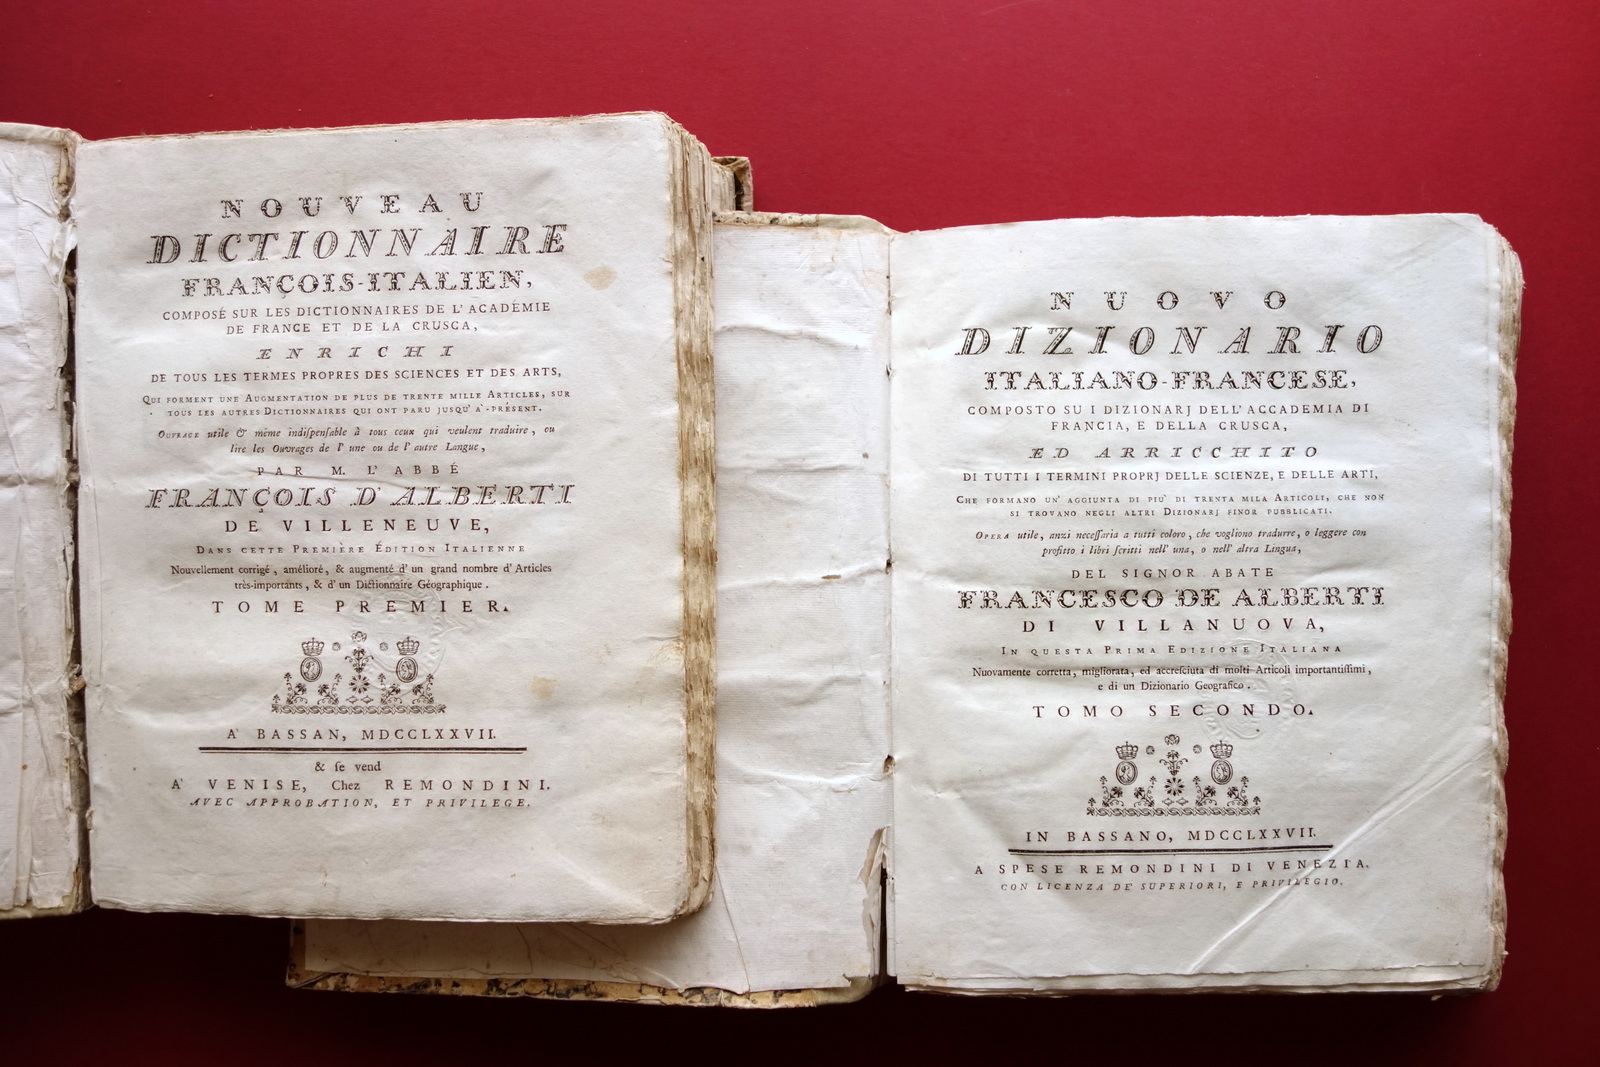 NOUVEAU
DICTIONNAIRE
FRANÇOIS-ITALIEN,
COMPOSÉ SUR LES DICTIONNAIRES DE L' ACADÉMIE
DE FRANCE ET DE LA CRUSCA,
ENRICHI
DE TOUS LES TERMES PROPRES DES SCIENCES ET DES ARTS,
QUI FORMENT UNE AUGMENTATION DE PLUS DE TRENTE MILLE ARTICLES, SUR
TOUS LES AUTRES DICTIONNAIRES QUI ONT PARU JUSQU' A'-PRÉSENT.
OUVRAGE utile & même indiſpenſable à tous ceux qui veulent traduire, ou
lire les Ouvrages de l' une ou de l' autre Langue,
PAR M. L' ABBÉ
FRANÇOIS D' ALBERTI
DE VILLENEUVE,
DANS CETTE PREMIÈRE ÉDITION ITALIENNE
Nouvellement corrigé, amélioré, & augmenté d' un grand nombre d' Articles
très-importants, & d' un Dictionnaire Géographique.
TOME PREMIER.
A' BASSAN, MDCCLXXVII.
& ſe vend
A' VENISE, Chez REMONDINI.
AVEC APPROBATION, ET PRIVILEGE.
NUOVO
DIZIONARIO
ITALIANO-FRANCESE,
COMPOSTO SU I DIZIONARJ DELL' ACCADEMIA DI
FRANCIA, E DELLA CRUSCA,
ED ARRICCHITO
DI TUTTI I TERMINI PROPRJ DELLE SCIENZE, E DELLE ARTI,
CHE FORMANO UN' AGGIUNTA DI PIU' DI TRENTA MILA ARTICOLI, CHE NON
SI TROVANO NEGLI ALTRI DIZIONARJ FINOR PUBBLICATI.
OPERA utile, anzi neceſſaria a tutti coloro, che vogliono tradurre, o leggere con
profitto i libri ſcritti nell' una, o nell' altra Lingua,
DEL SIGNOR ABATE
FRANCESCO DE ALBERTI
DI VILLANUOVA,
IN QUESTA PRIMA EDIZIONE ITALIANA
Nuovamente corretta, migliorata, ed accreſciuta di molti Articoli importantiſſimi,
e di un Dizionario Geografico.
TOMO SECONDO.
IN BASSANO, MDCCLXXVII.
A SPESE REMONDINI DI VENEZIA.
CON LICENZA DE' SUPERIORI, E PRIVILEGIO.